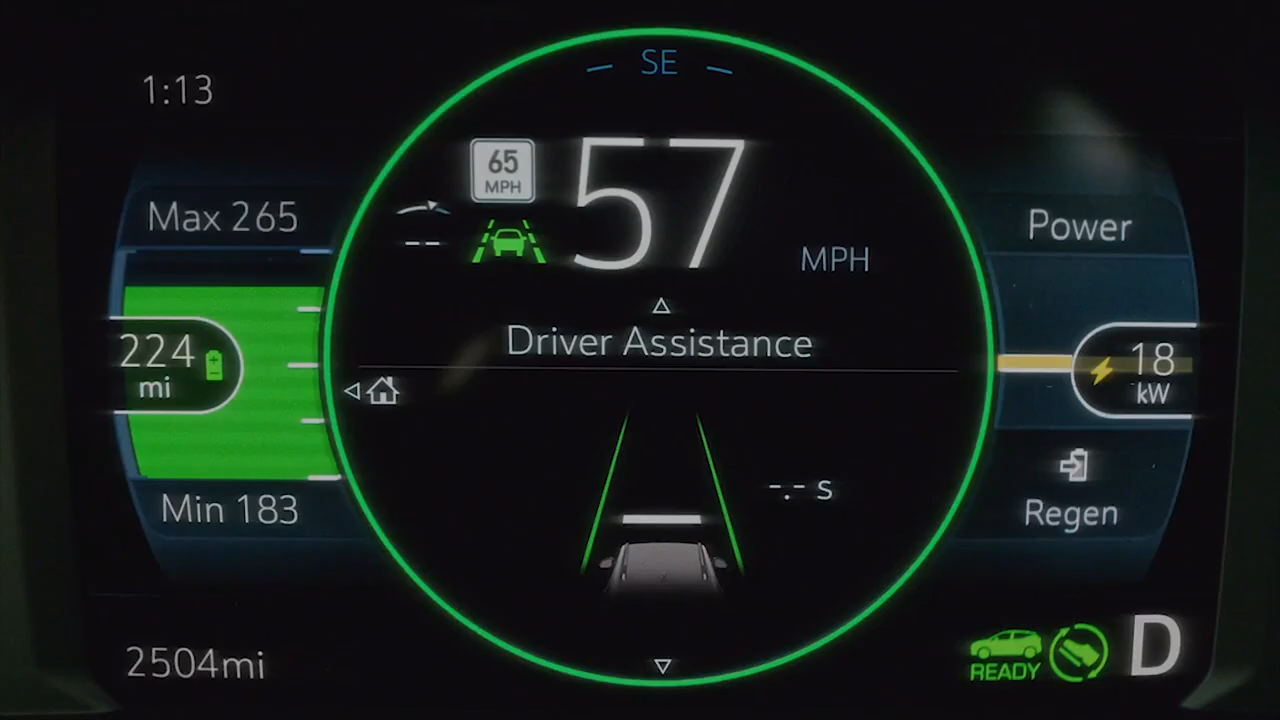 SE
1:13
65
MPH
57
MPH
Max 265
-- 
Power
Driver Assistance
224
mi
18
kW
-.- s
Min 183
Regen
2504mi
READY
D